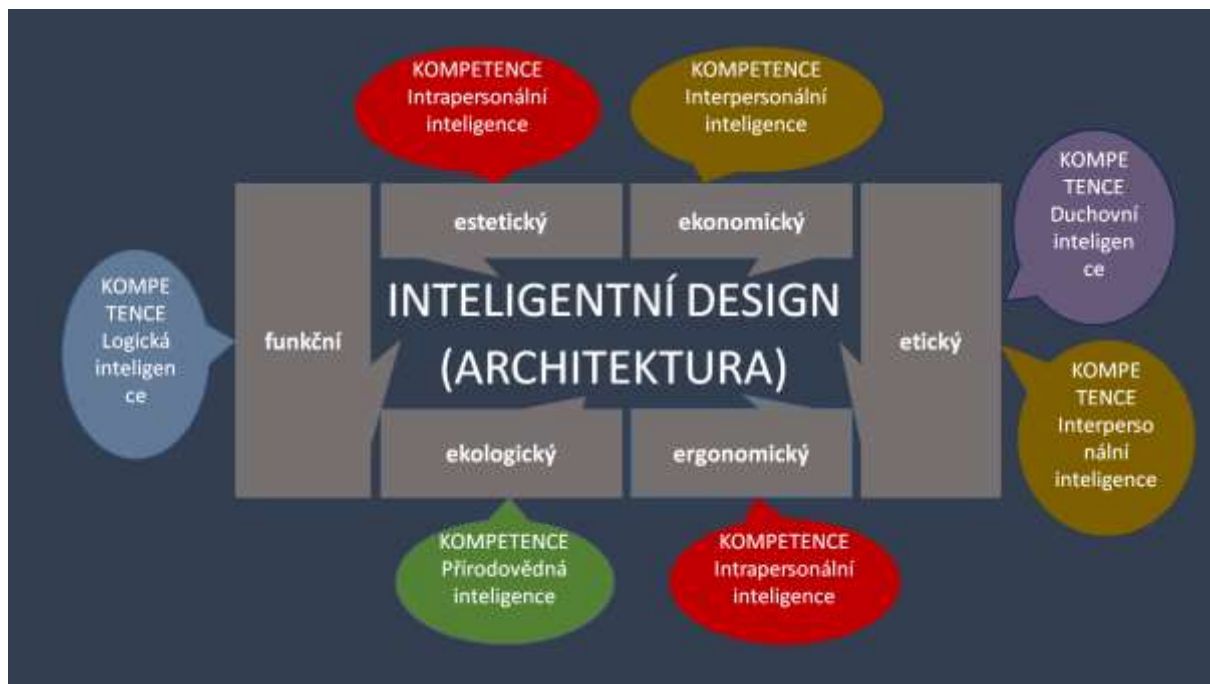 KOMPETENCE
Intrapersonální
inteligence
KOMPETENCE
Interpersonální
inteligence
KOMPE
TENCE
Duchovní
inteligen
ce
estetický
ekonomický
KOMPE
TENCE
Logická
inteligen
ce
funkční
INTELIGENTNÍ DESIGN
(ARCHITEKTURA)
etický
KOMPE
TENCE
Interperso
nální
inteligence
ekologický
ergonomický
KOMPETENCE
Přírodovědná
inteligence
KOMPETENCE
Intrapersonální
inteligence